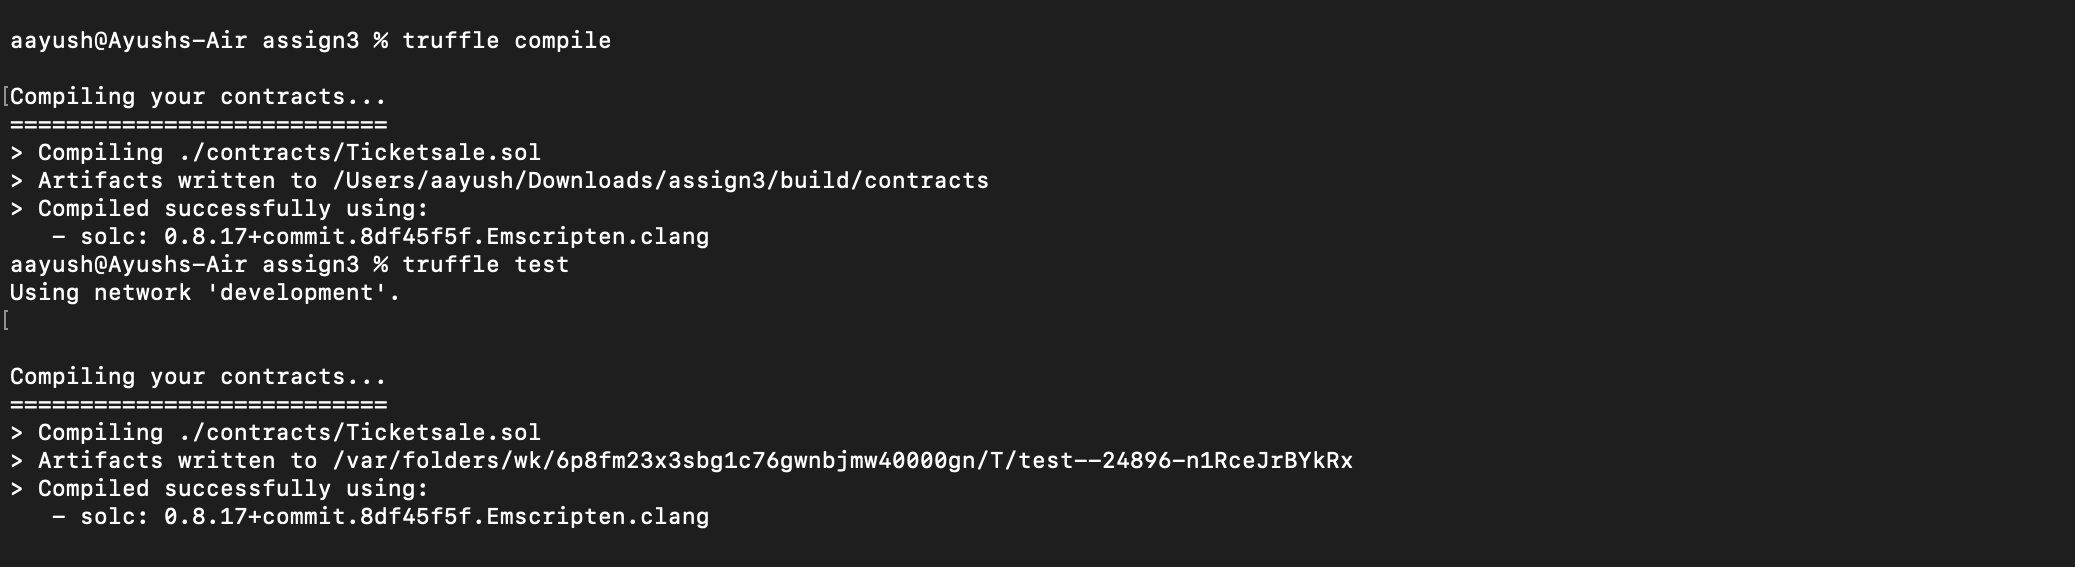 aayush@Ayushs-Air assign3 % truffle compile
[Compiling your contracts...
===========================
> Compiling ./contracts/Ticketsale.sol
> Artifacts written to /Users/aayush/Downloads/assign3/build/contracts
> Compiled successfully using:
   - solc: 0.8.17+commit.8df45f5f.Emscripten.clang
aayush@Ayushs-Air assign3 % truffle test
Using network 'development'.
[
Compiling your contracts...
===========================
> Compiling ./contracts/Ticketsale.sol
> Artifacts written to /var/folders/wk/6p8fm23x3sbg1c76gwnbjmw40000gn/T/test--24896-n1RceJrBYkRx
> Compiled successfully using:
   - solc: 0.8.17+commit.8df45f5f.Emscripten.clang